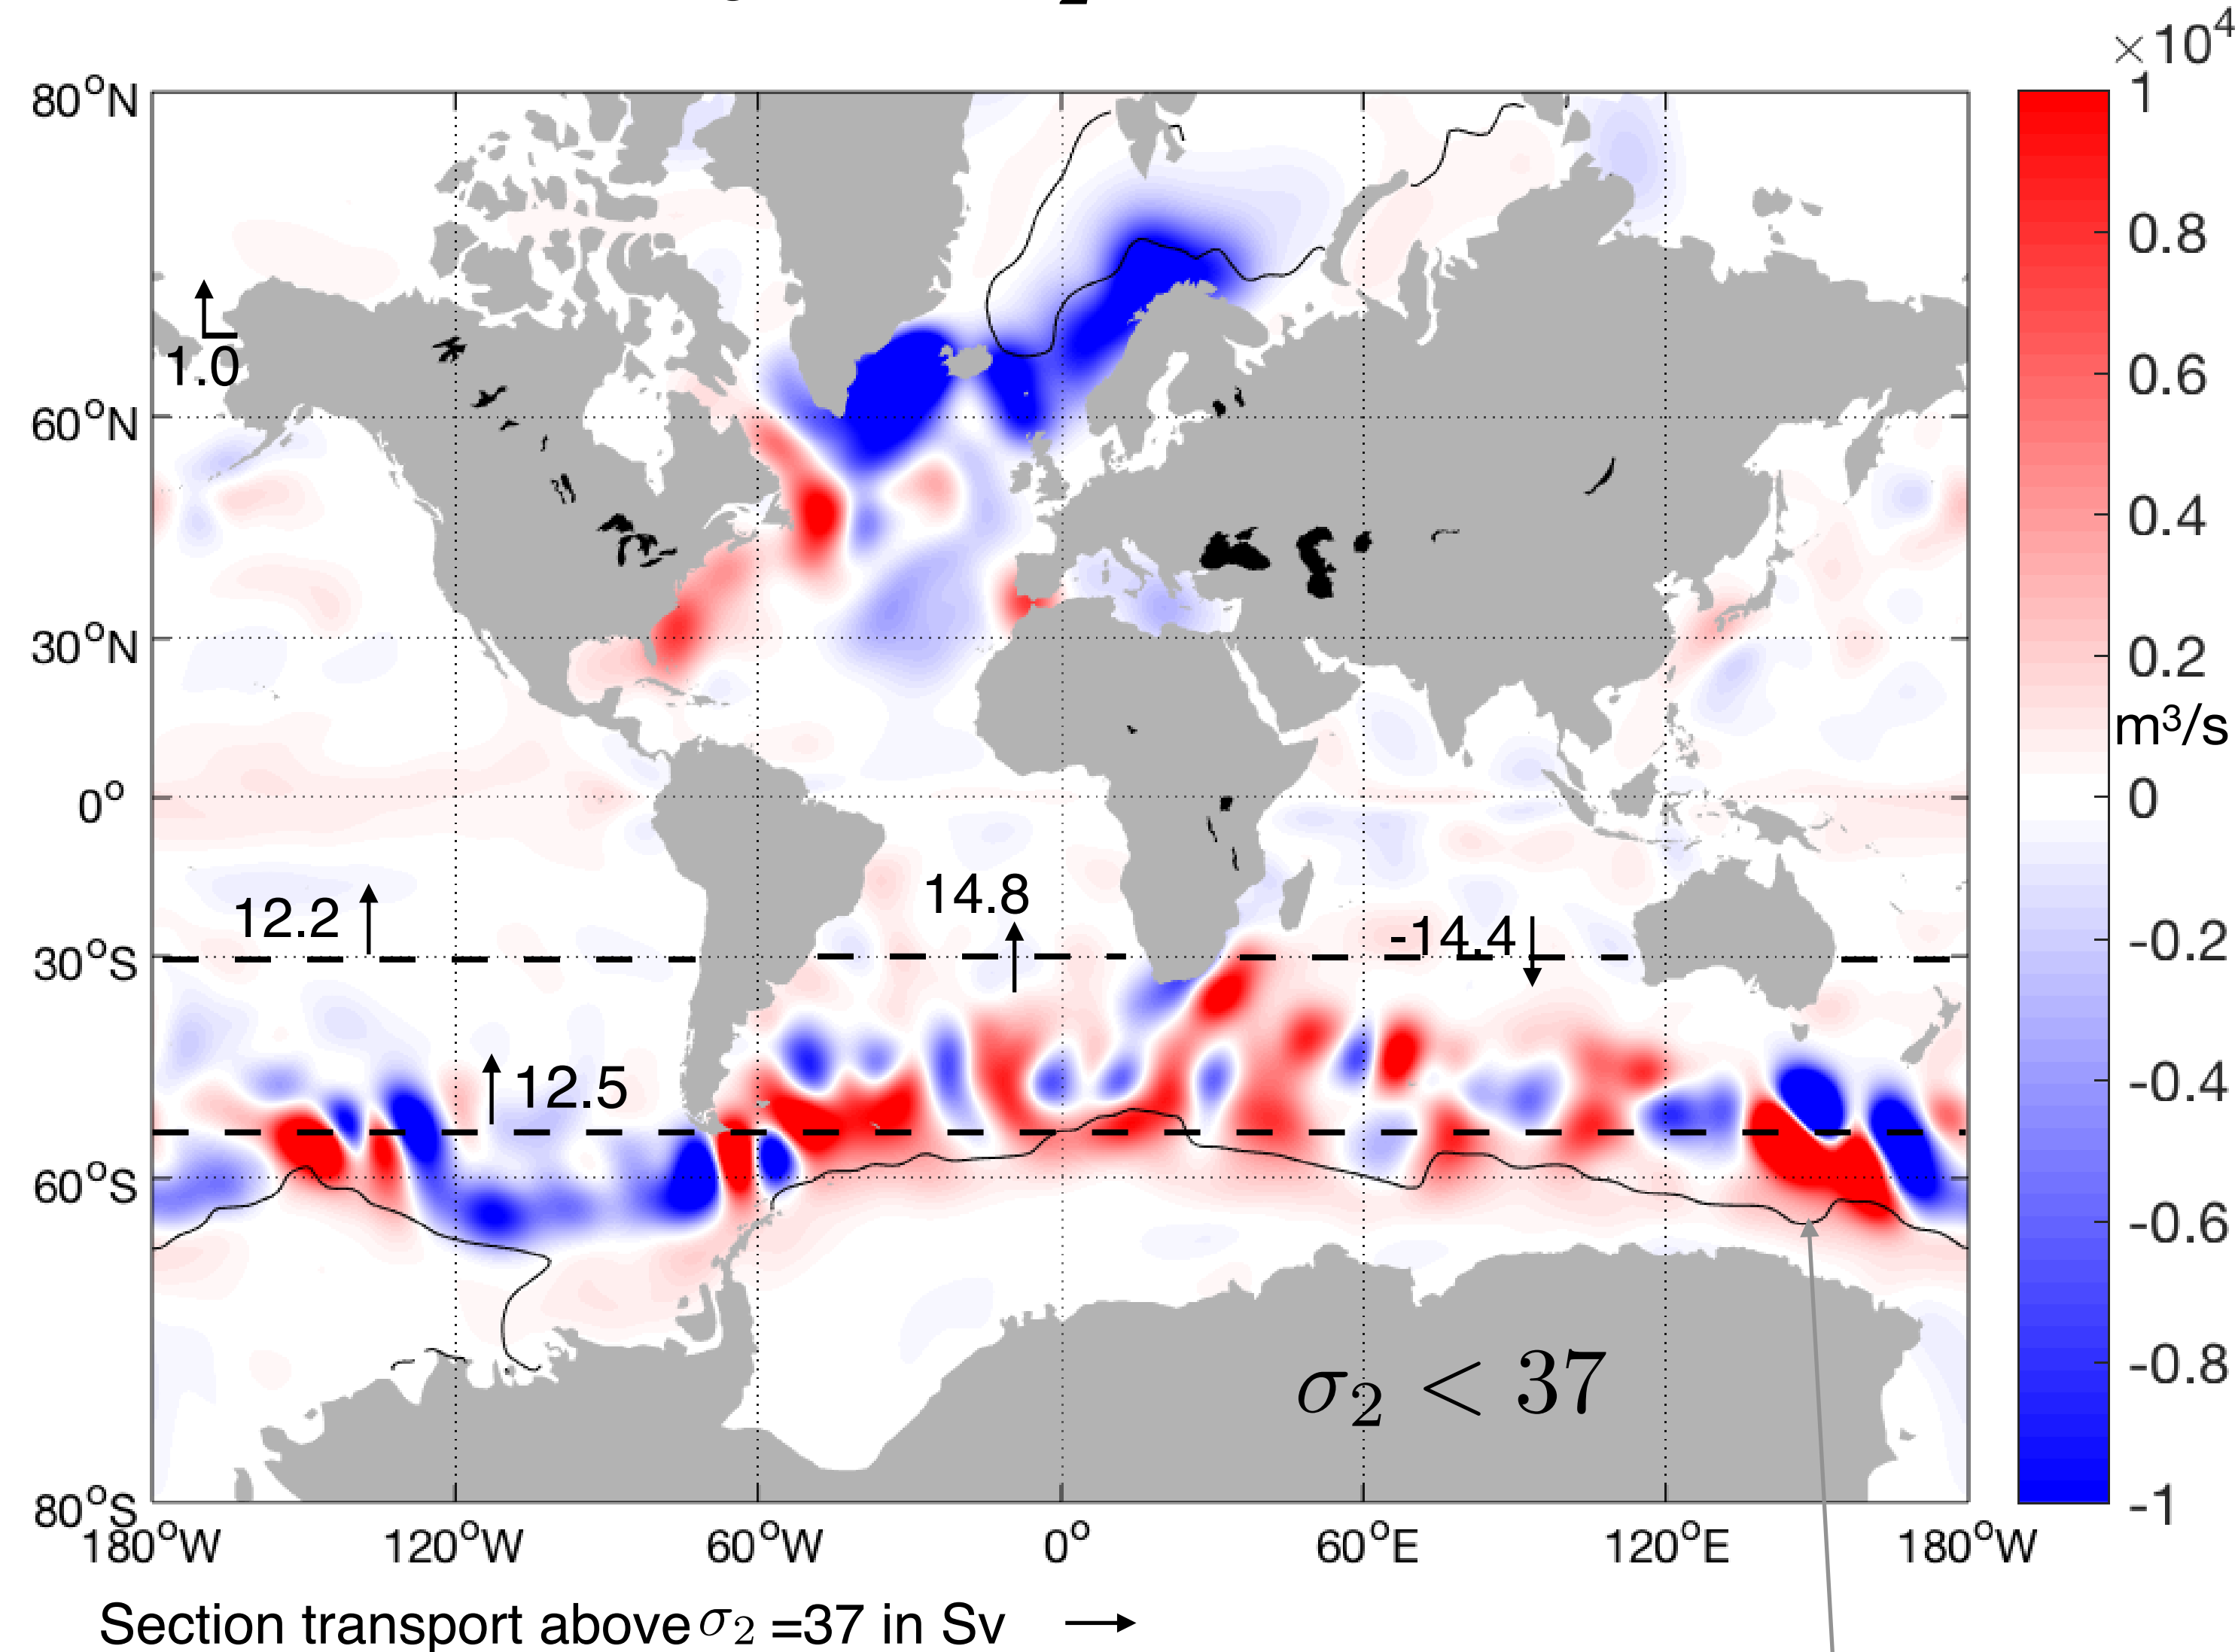 ×10⁴
80°N
60°N
30°N
0°
30°S
60°S
80°S
180°W 120°W 60°W 0° 60°E 120°E 180°W
1
0.8
0.6
0.4
0.2
m³/s
0
-0.2
-0.4
-0.6
-0.8
-1
1.0
12.2
14.8
-14.4
12.5
σ₂ < 37
Section transport above σ₂ =37 in Sv →